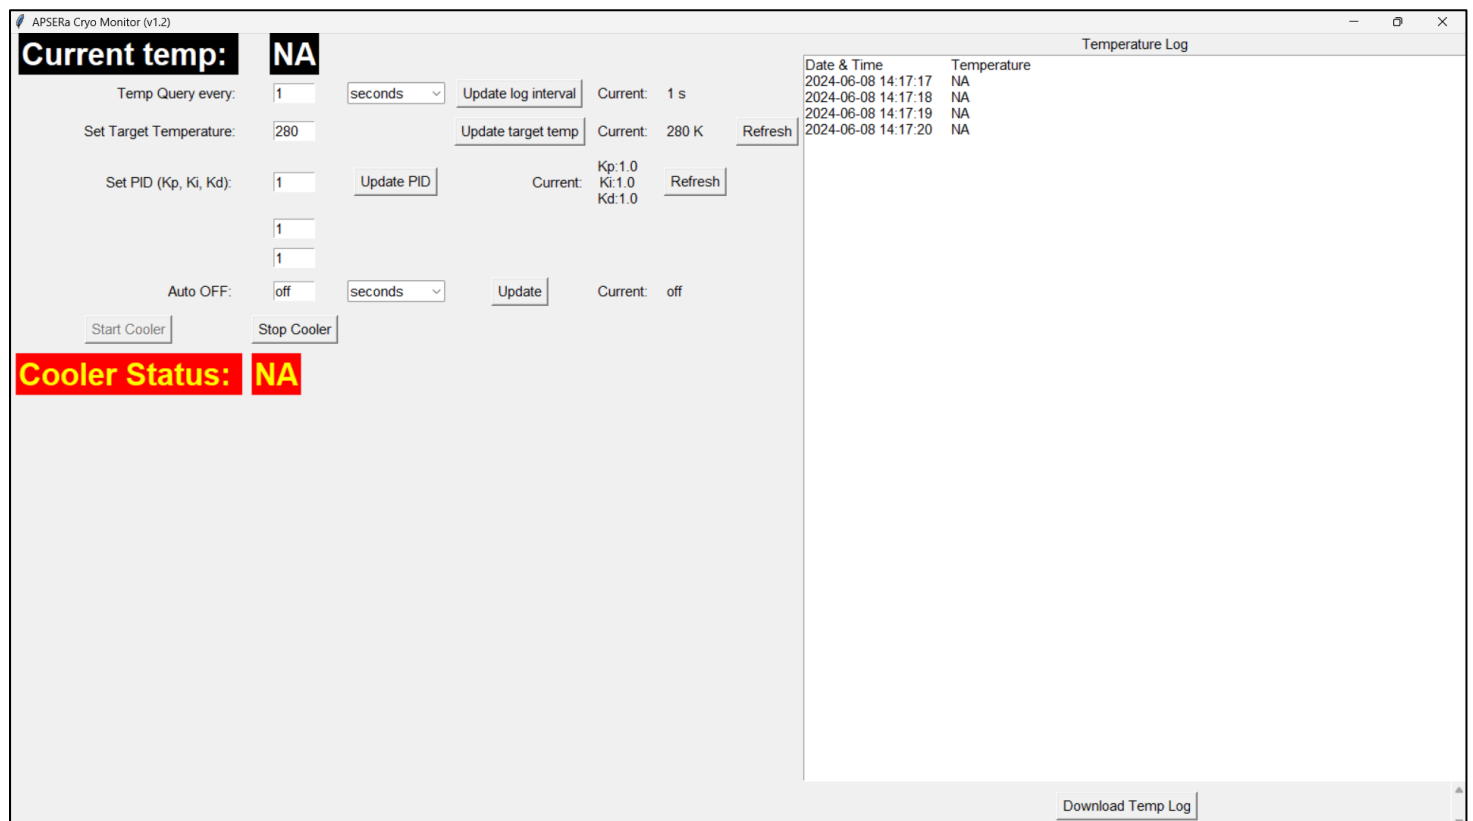 APSERa Cryo Monitor (v1.2)
Current temp: NA
Temp Query every: 1 seconds Update log interval Current: 1 s
Set Target Temperature: 280 Update target temp Current: 280 K Refresh
Set PID (Kp, Ki, Kd): 1 Update PID Current: Kp:1.0
Ki:1.0
Kd:1.0
Refresh
1
1
Auto OFF: off seconds Update Current: off
Start Cooler Stop Cooler
Cooler Status: NA
Temperature Log
Date & Time Temperature
2024-06-08 14:17:17 NA
2024-06-08 14:17:18 NA
2024-06-08 14:17:19 NA
2024-06-08 14:17:20 NA
Download Temp Log